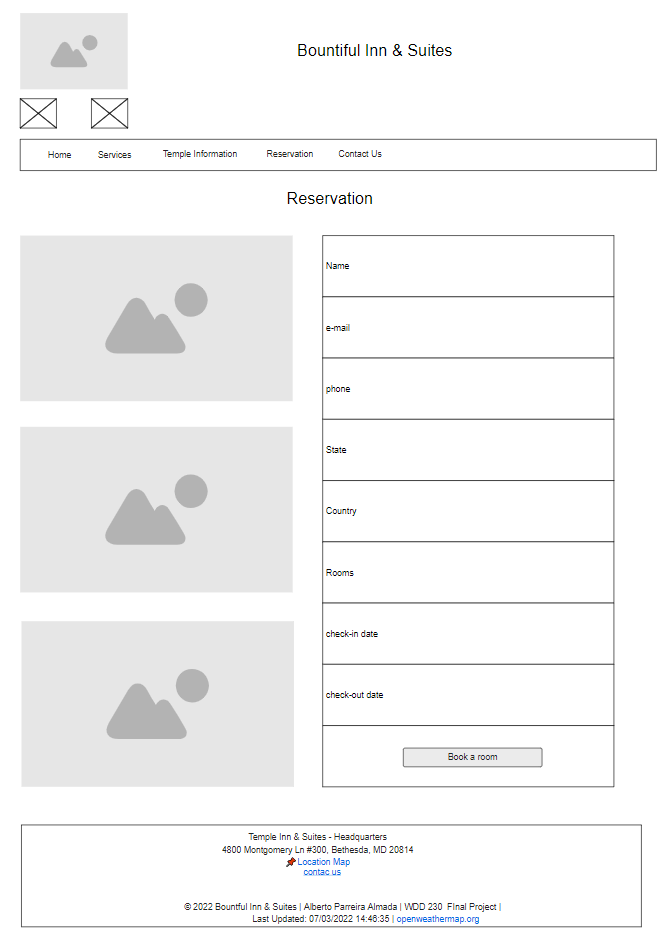 Bountiful Inn & Suites
Home Services Temple Information Reservation Contact Us
Reservation
Name
e-mail
phone
State
Country
Rooms
check-in date
check-out date
Book a room
Temple Inn & Suites - Headquarters
4800 Montgomery Ln #300, Bethesda, MD 20814
📌Location Map
contac us
© 2022 Bountiful Inn & Suites | Alberto Parreira Almada | WDD 230 FInal Project |
Last Updated: 07/03/2022 14:46:35 | openweathermap.org